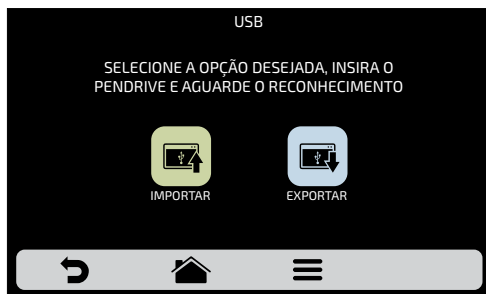 USB
SELECIONE A OPÇÃO DESEJADA, INSIRA O
PENDRIVE E AGUARDE O RECONHECIMENTO
IMPORTAR
EXPORTAR